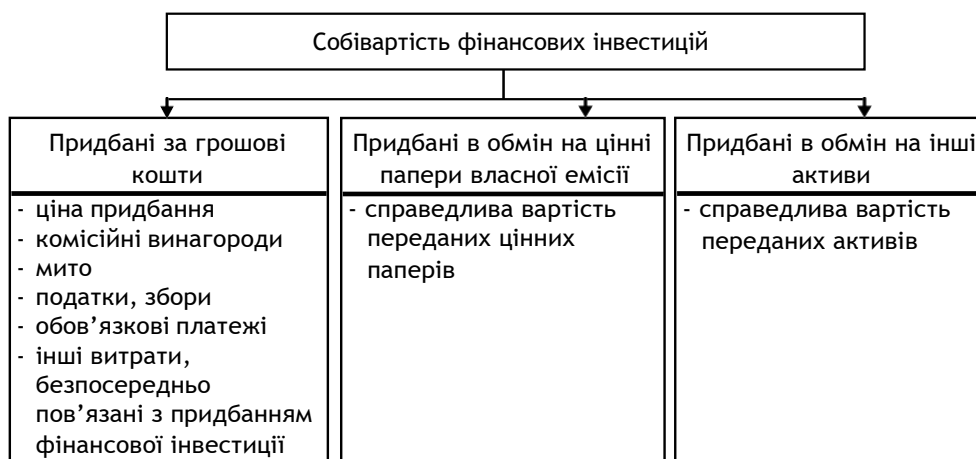 Собівартість фінансових інвестицій
Придбані за грошові
кошти
- ціна придбання
- комісійні винагороди
- мито
- податки, збори
- обов’язкові платежі
- інші витрати,
безпосередньо
пов’язані з придбанням
фінансової інвестиції
Придбані в обмін на цінні
папери власної емісії
- справедлива вартість
переданих цінних
паперів
Придбані в обмін на інші
активи
- справедлива вартість
переданих активів